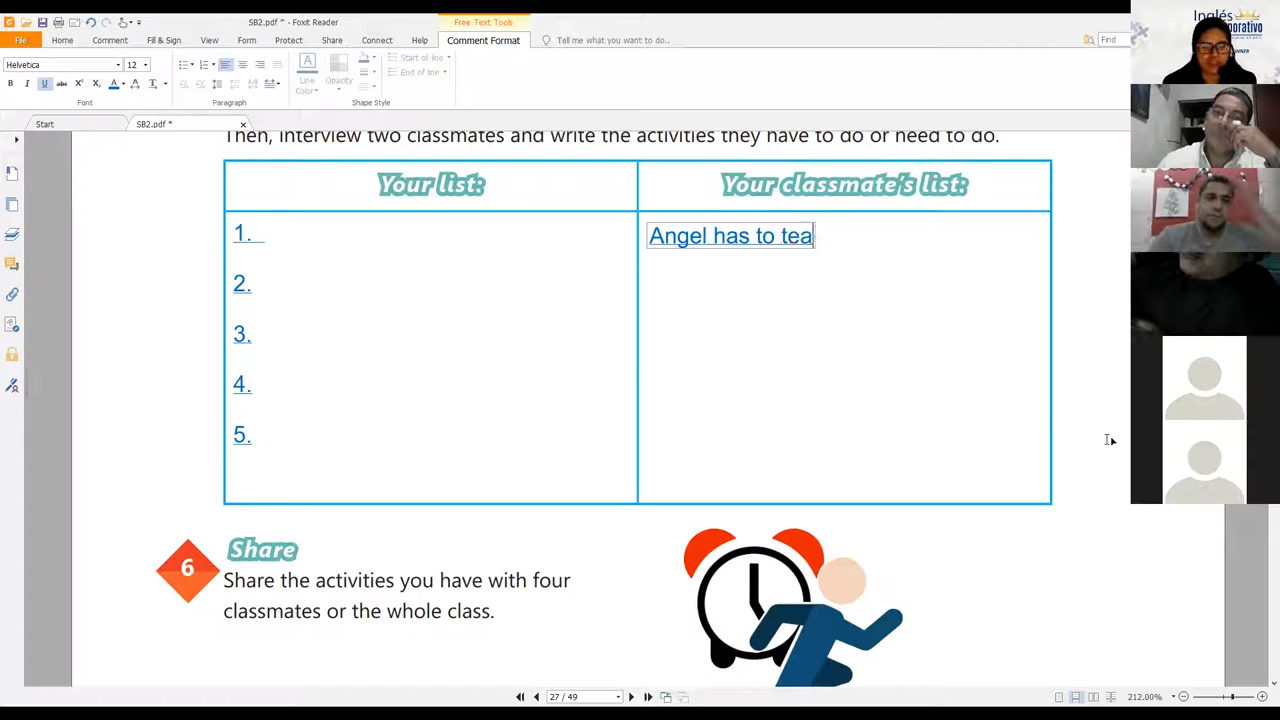 SB2.pdf * - Foxit Reader
Free Text Tools
File Home Comment Fill & Sign View Form Protect Share Connect Help Comment Format Tell me what you want to do.. Find
Helvetica 12
Line Color
Opacity
Start of line
End of line
Font Paragraph Shape Style
Start SB2.pdf *
Then, interview two classmates and write the activities they have to do or need to do.
Your list: Your classmate's list:
1. Angel has to tea
2.
3.
4.
5.
6 Share
Share the activities you have with four
classmates or the whole class.
27 / 49 212.00%
Inglés